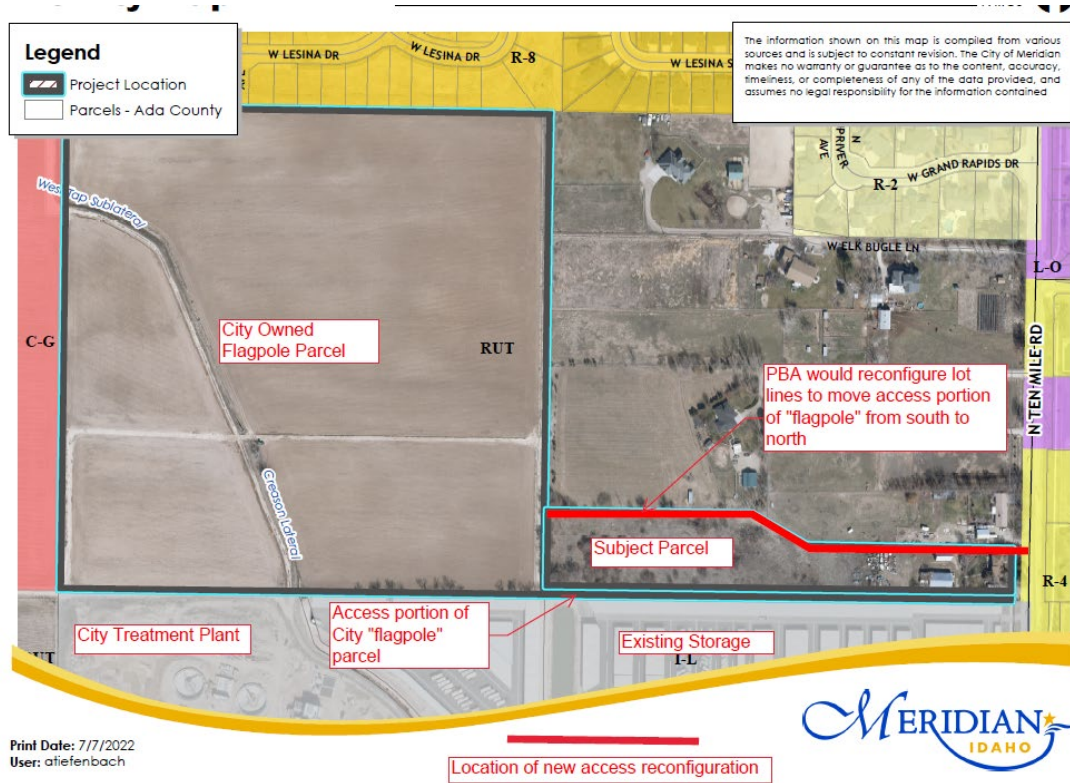 Legend
Project Location
Parcels - Ada County
The information shown on this map is compiled from various
sources and is subject to constant revision. The City of Meridian
makes no warranty or guarantee as to the content, accuracy,
timeliness, or completeness of any of the data provided, and
assumes no legal responsibility for the information contained
W LESINA DR
W LESINA DR
R-8
W LESINA S
N
PRIVER
AVE
W GRAND RAPIDS DR
R-2
West Tap Sublateral
W ELK BUGLE LN
L-O
C-G
City Owned
Flagpole Parcel
RUT
N TEN MILE RD
PBA would reconfigure lot
lines to move access portion
of "flagpole" from south to
north
Creason Lateral
Subject Parcel
R-4
City Treatment Plant
Access portion of
City "flagpole"
parcel
Existing Storage
I-L
Print Date: 7/7/2022
User: atiefenbach
Location of new access reconfiguration
MERIDIAN
IDAHO